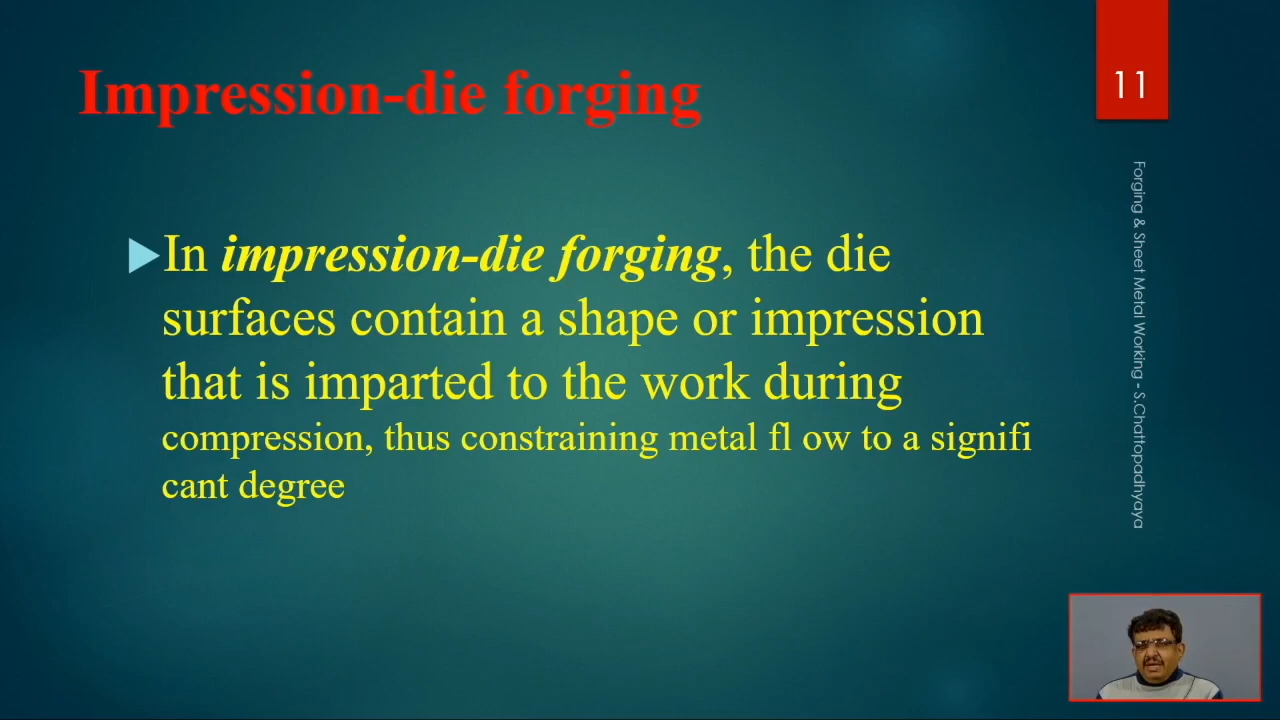 Impression-die forging
11
In impression-die forging, the die
surfaces contain a shape or impression
that is imparted to the work during
compression, thus constraining metal fl ow to a signifi
cant degree
Forging & Sheet Metal Working - S.Chattopadhyaya